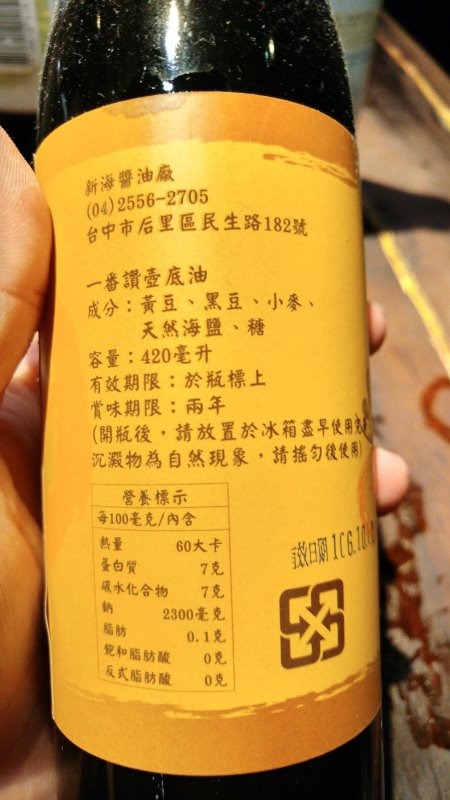 新海醬油廠
(04)2556-2705
台中市后里區民生路182號
一番讚壺底油
成分：黃豆、黑豆、小麥、
天然海鹽、糖
容量：420毫升
有效期限：於瓶標上
賞味期限：兩年
(開瓶後，請放置於冰箱盡早使用完
沉澱物為自然現象，請搖勻後使用)
營養標示
每100毫克/內含
熱量 60大卡
蛋白質 7克
碳水化合物 7克
鈉 2300毫克
脂肪 0.1克
飽和脂肪酸 0克
反式脂肪酸 0克
106.10